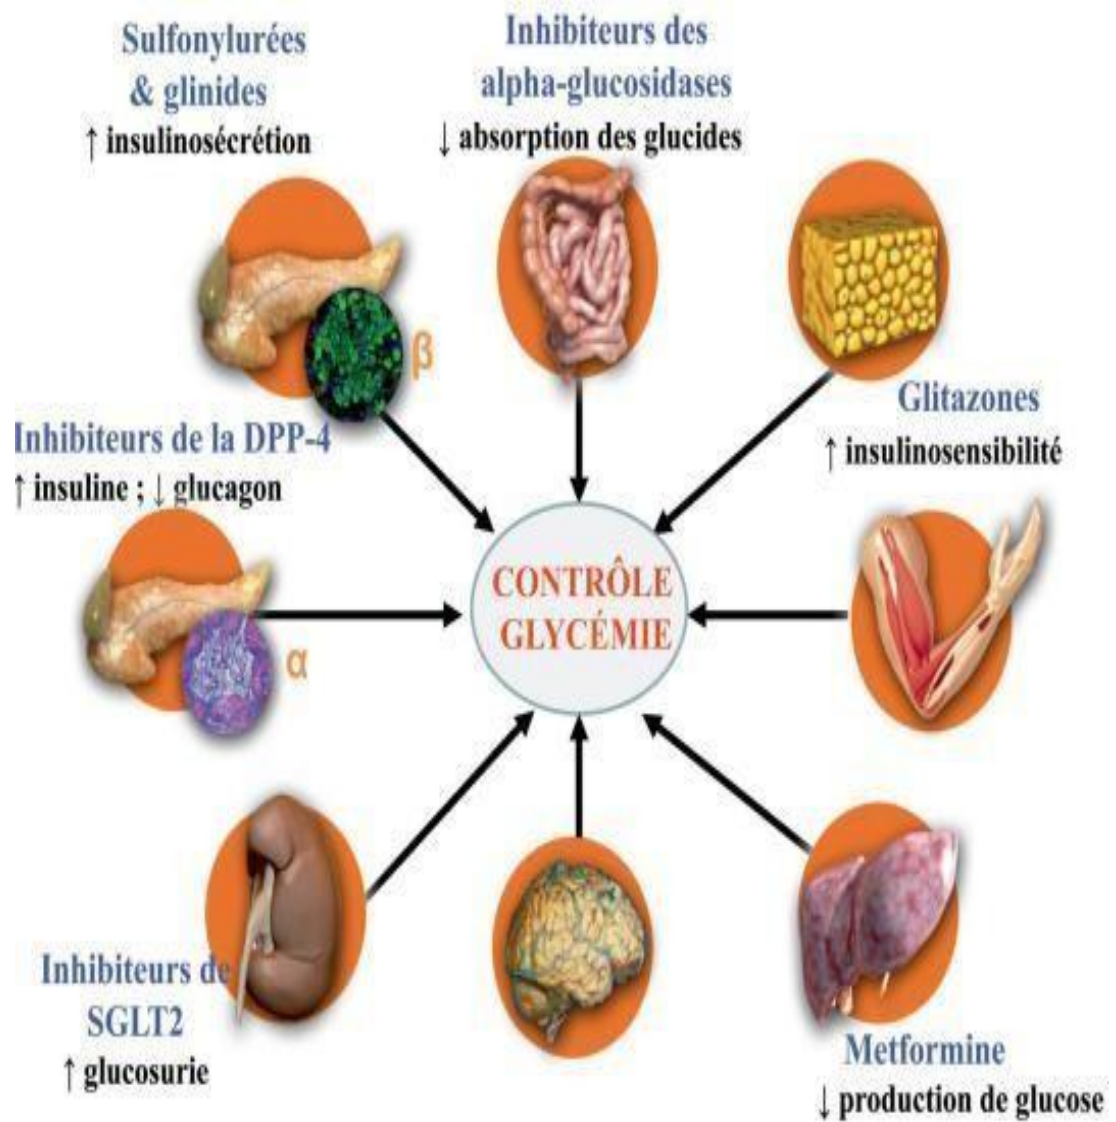 Sulfonylurées
& glinides
↑ insulinosécrétion
Inhibiteurs des
alpha-glucosidases
↓ absorption des glucides
β
Glitazones
↑ insulinosensibilité
Inhibiteurs de la DPP-4
↑ insuline ; ↓ glucagon
α
CONTRÔLE
GLYCÉMIE
Inhibiteurs de
SGLT2
↑ glucosurie
Metformine
↓ production de glucose